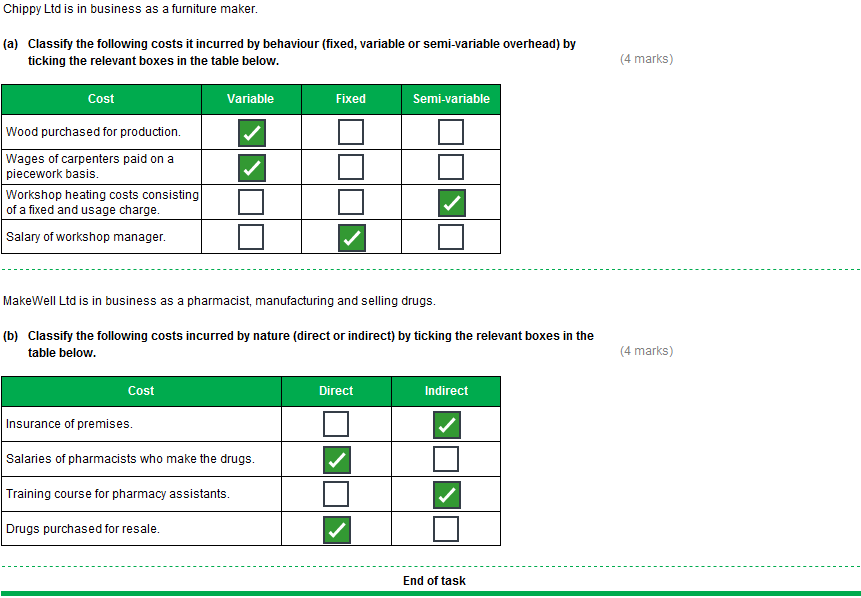 Chippy Ltd is in business as a furniture maker.
(a) Classify the following costs it incurred by behaviour (fixed, variable or semi-variable overhead) by
ticking the relevant boxes in the table below.
(4 marks)
Cost Variable Fixed Semi-variable
Wood purchased for production.
Wages of carpenters paid on a
piecework basis.
Workshop heating costs consisting
of a fixed and usage charge.
Salary of workshop manager.
MakeWell Ltd is in business as a pharmacist, manufacturing and selling drugs.
(b) Classify the following costs incurred by nature (direct or indirect) by ticking the relevant boxes in the
table below.
(4 marks)
Cost Direct Indirect
Insurance of premises.
Salaries of pharmacists who make the drugs.
Training course for pharmacy assistants.
Drugs purchased for resale.
End of task